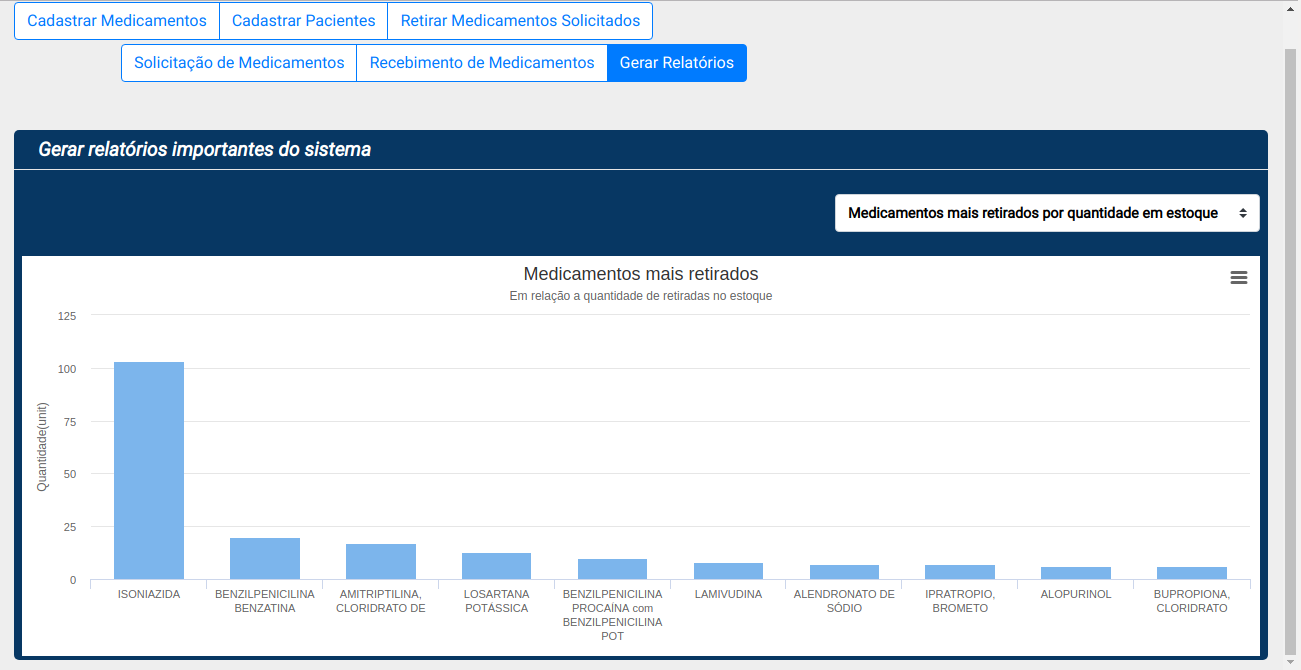 Cadastrar Medicamentos Cadastrar Pacientes Retirar Medicamentos Solicitados
Solicitação de Medicamentos Recebimento de Medicamentos Gerar Relatórios
Gerar relatórios importantes do sistema
Medicamentos mais retirados por quantidade em estoque
Medicamentos mais retirados
Em relação a quantidade de retiradas no estoque
Quantidade(unit)
125
100
75
50
25
0
ISONIAZIDA
BENZILPENICILINA
BENZATINA
AMITRIPTILINA,
CLORIDRATO DE
LOSARTANA
POTÁSSICA
BENZILPENICILINA
PROCAÍNA com
BENZILPENICILINA
POT
LAMIVUDINA
ALENDRONATO DE
SÓDIO
IPRATROPIO,
BROMETO
ALOPURINOL
BUPROPIONA,
CLORIDRATO